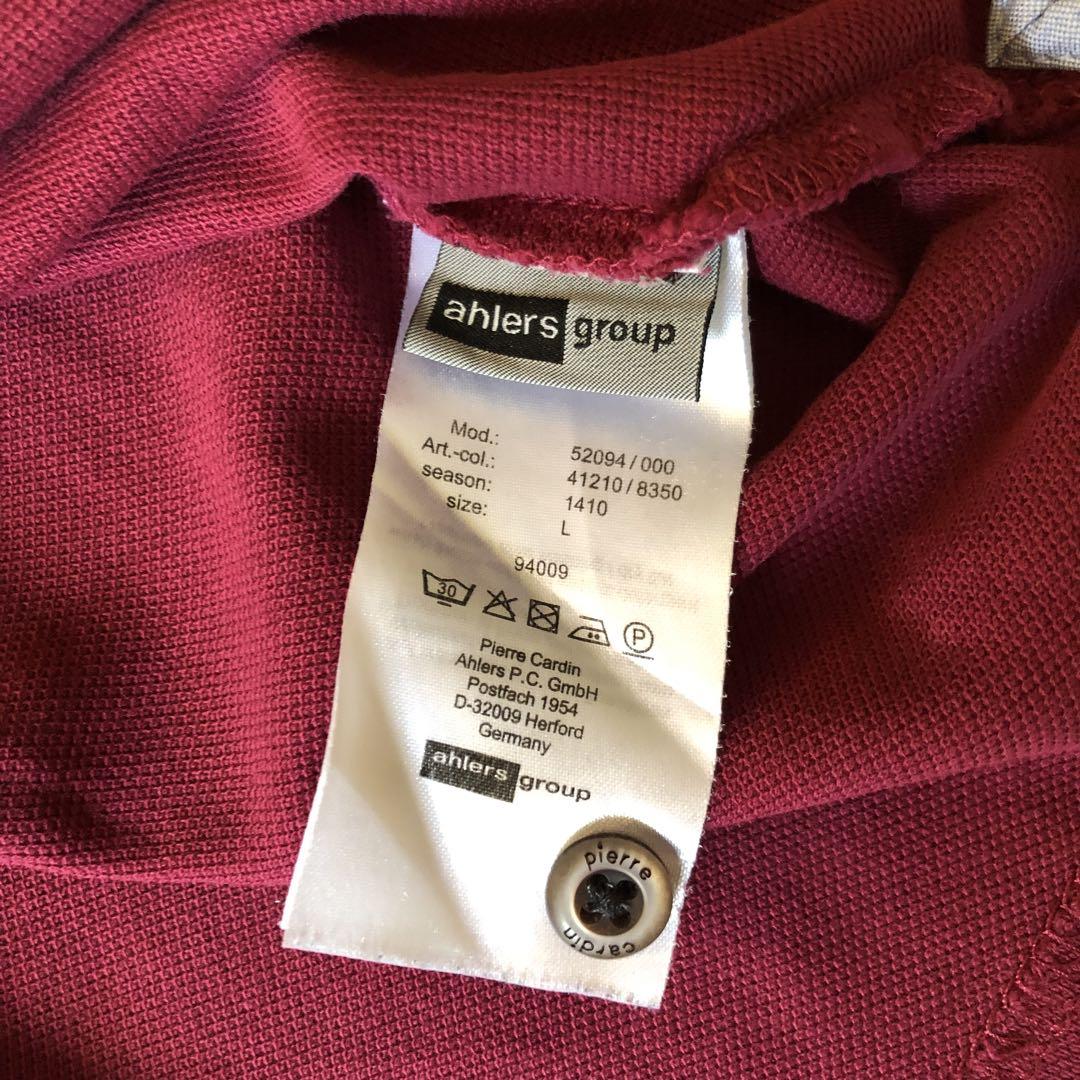 ahlers group
Mod.: 52094 / 000
Art.-col.: 41210 / 8350
season: 1410
size: L
94009
30 P
Pierre Cardin
Ahlers P.C. GmbH
Postfach 1954
D-32009 Herford
Germany
ahlers group
pierre
cardin